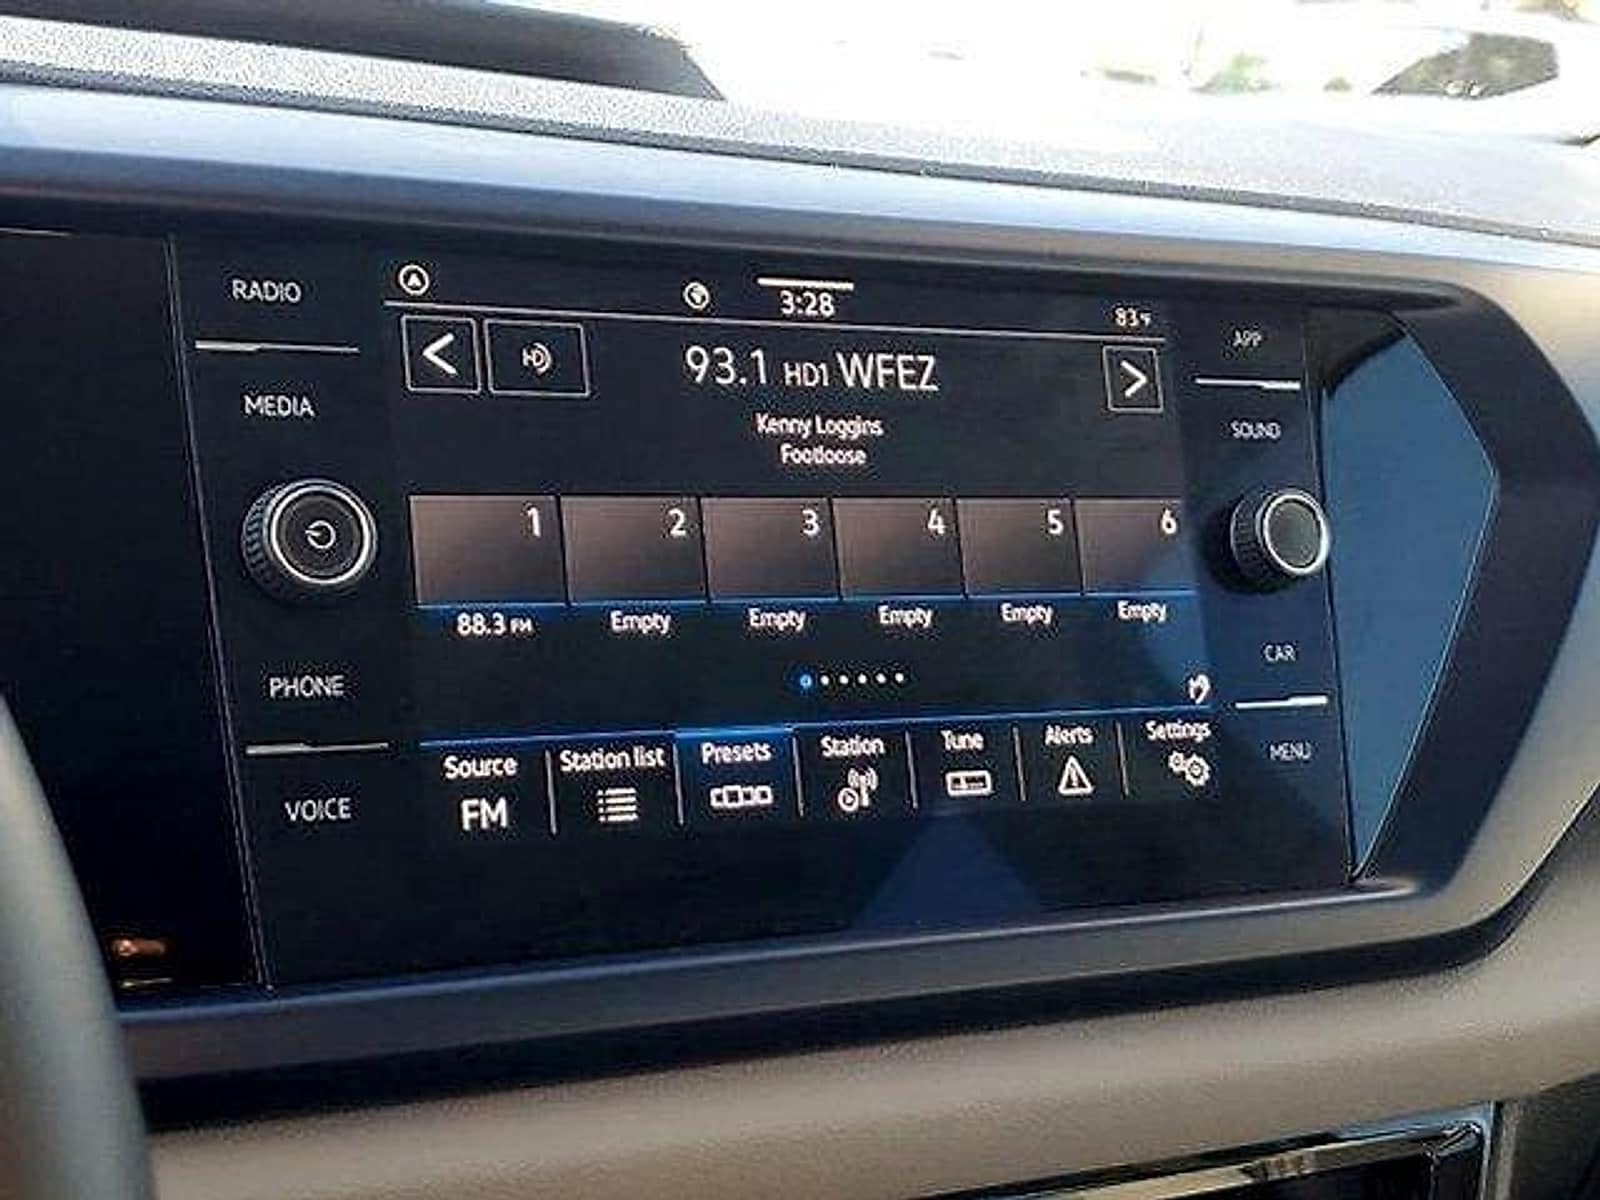 RADIO
MEDIA
PHONE
VOICE
3:28
83°F
HD
93.1 HD1 WFEZ
Kenny Loggins
Footloose
1 2 3 4 5 6
88.3 FM Empty Empty Empty Empty Empty
Source Station list Presets Station Tune Alerts Settings
FM
APP
SOUND
CAR
MENU